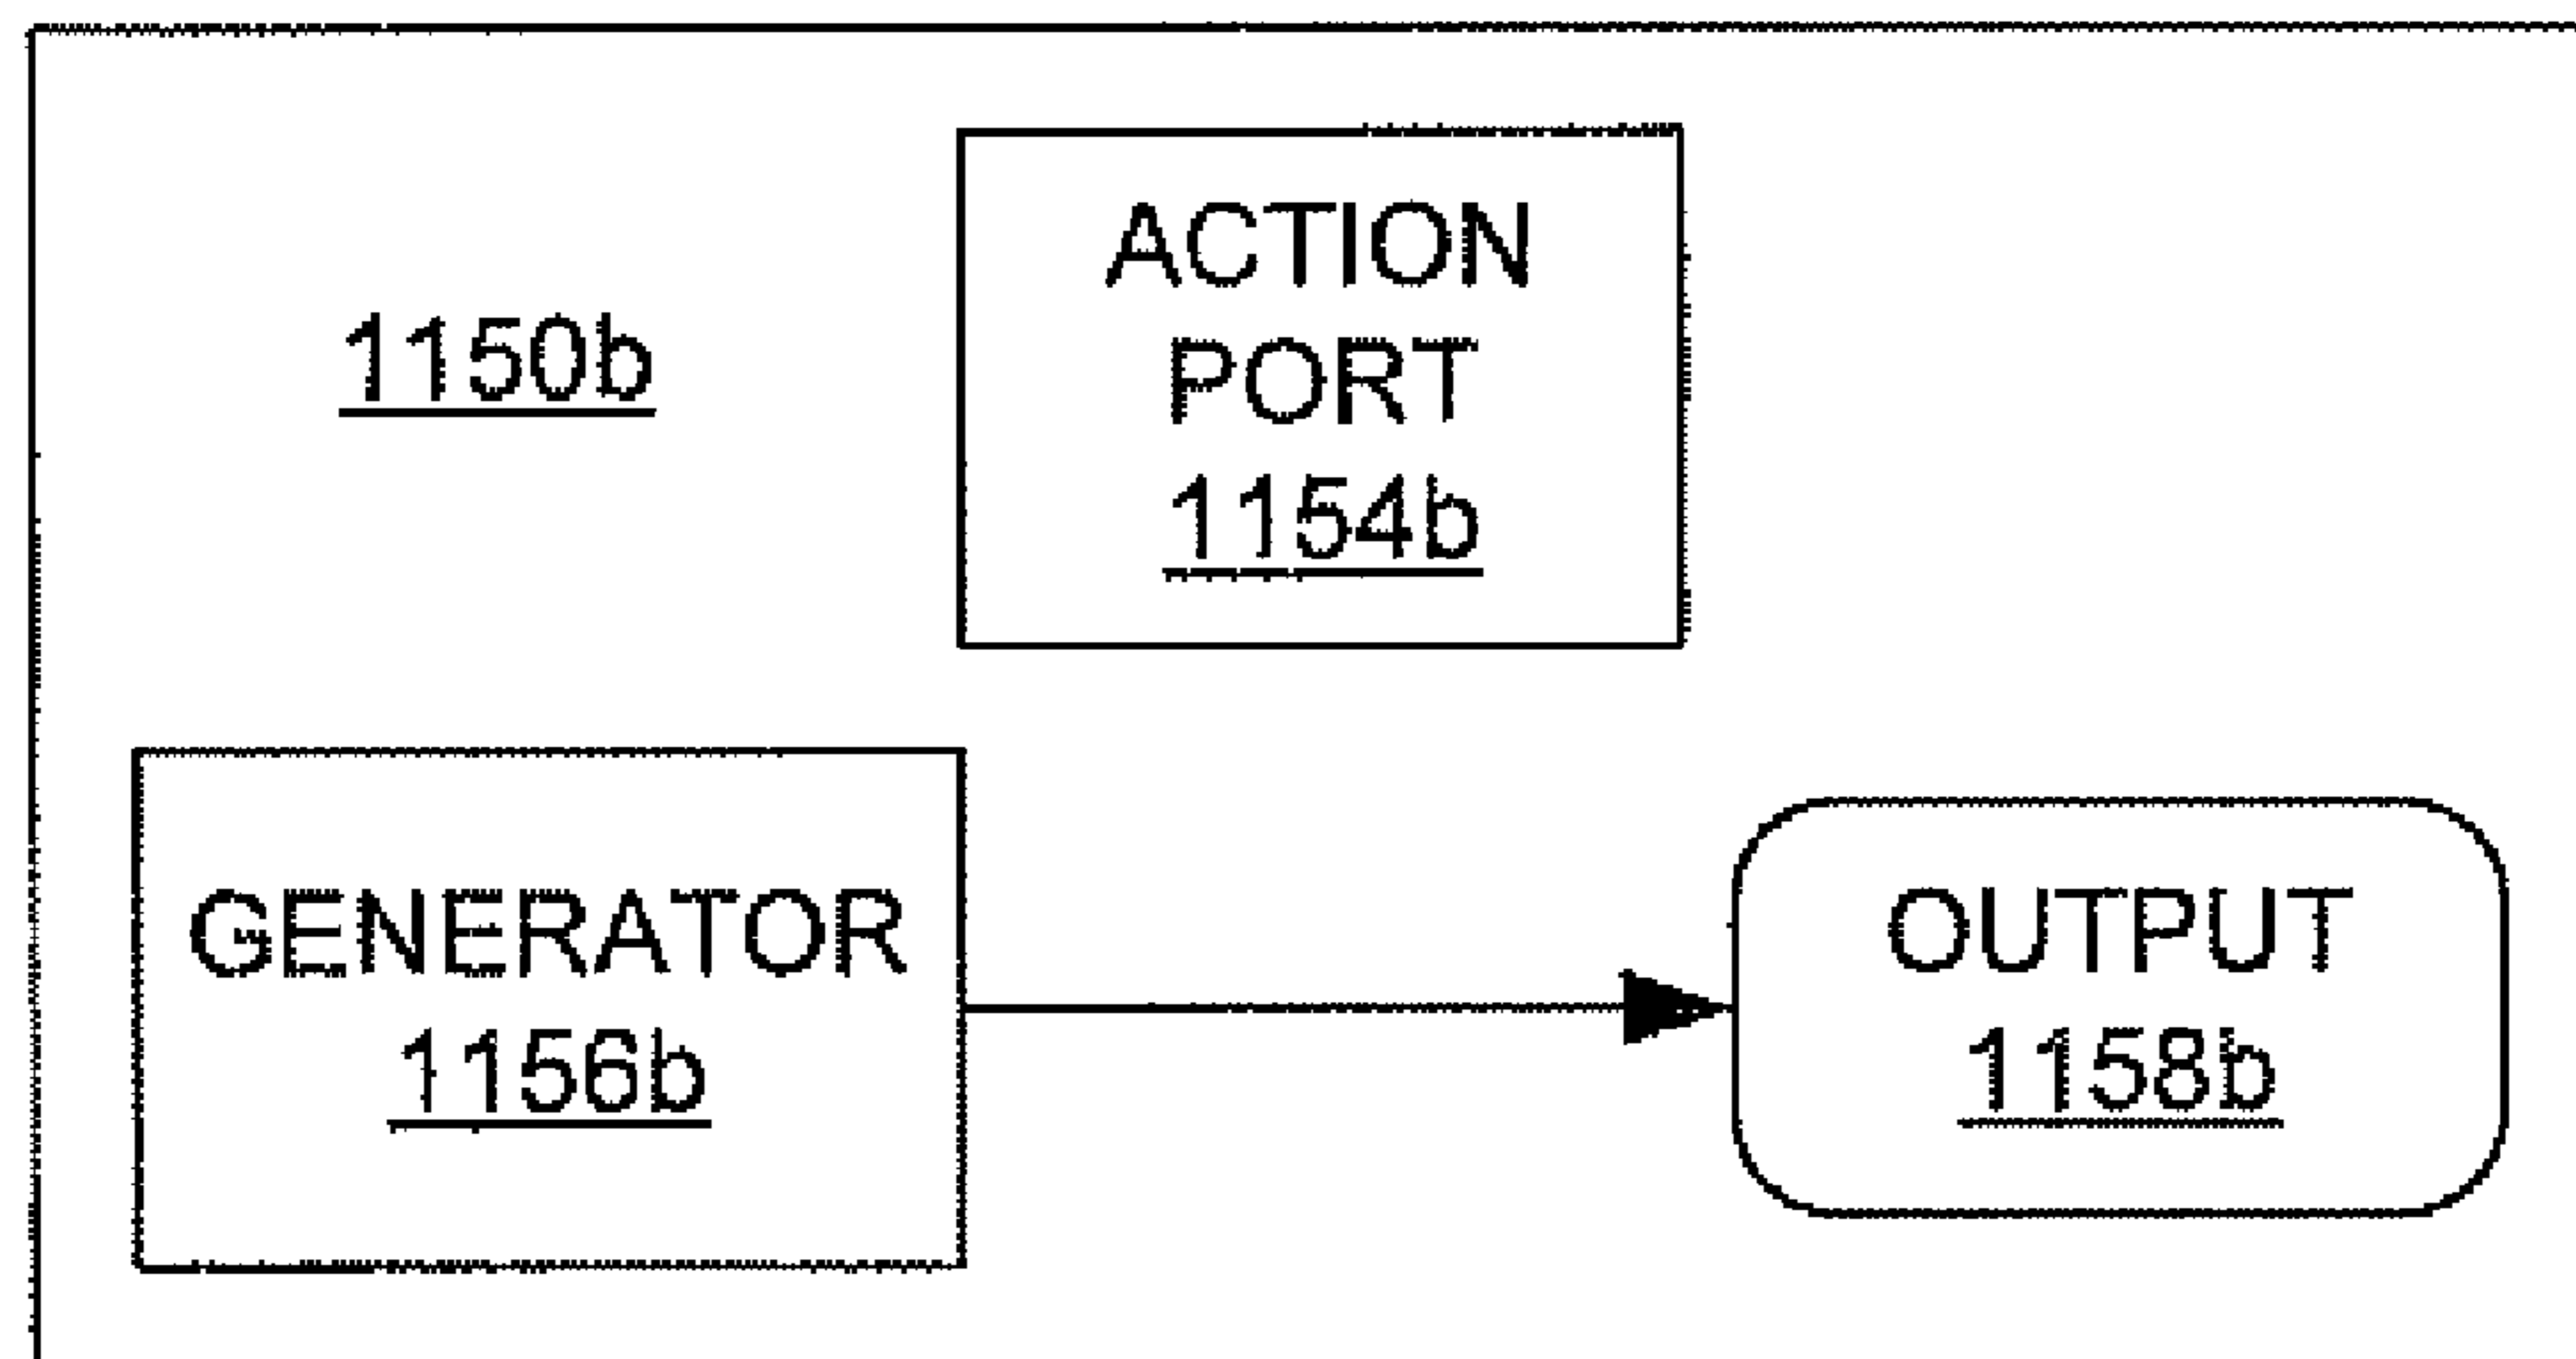 1150b
ACTION
PORT
1154b
GENERATOR
1156b
OUTPUT
1158b